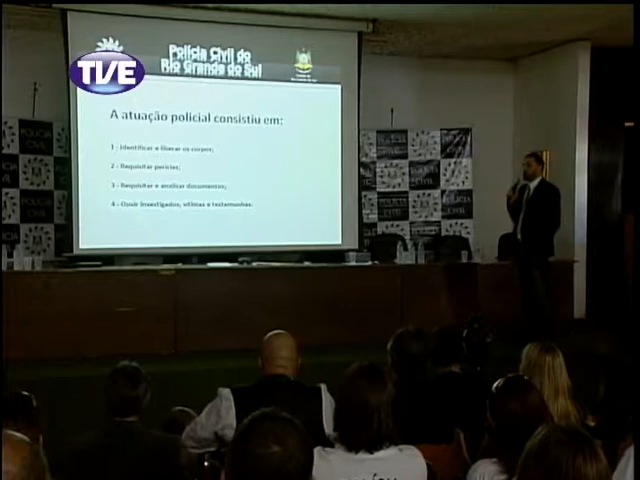 TVE
Polícia Civil do
Rio Grande do Sul
A atuação policial consistiu em:
1 - Identificar e liberar os corpos;
2 - Requisitar perícias;
3 - Requisitar e analisar documentos;
4 - Ouvir investigados, vítimas e testemunhas.
POLÍCIA
CIVIL